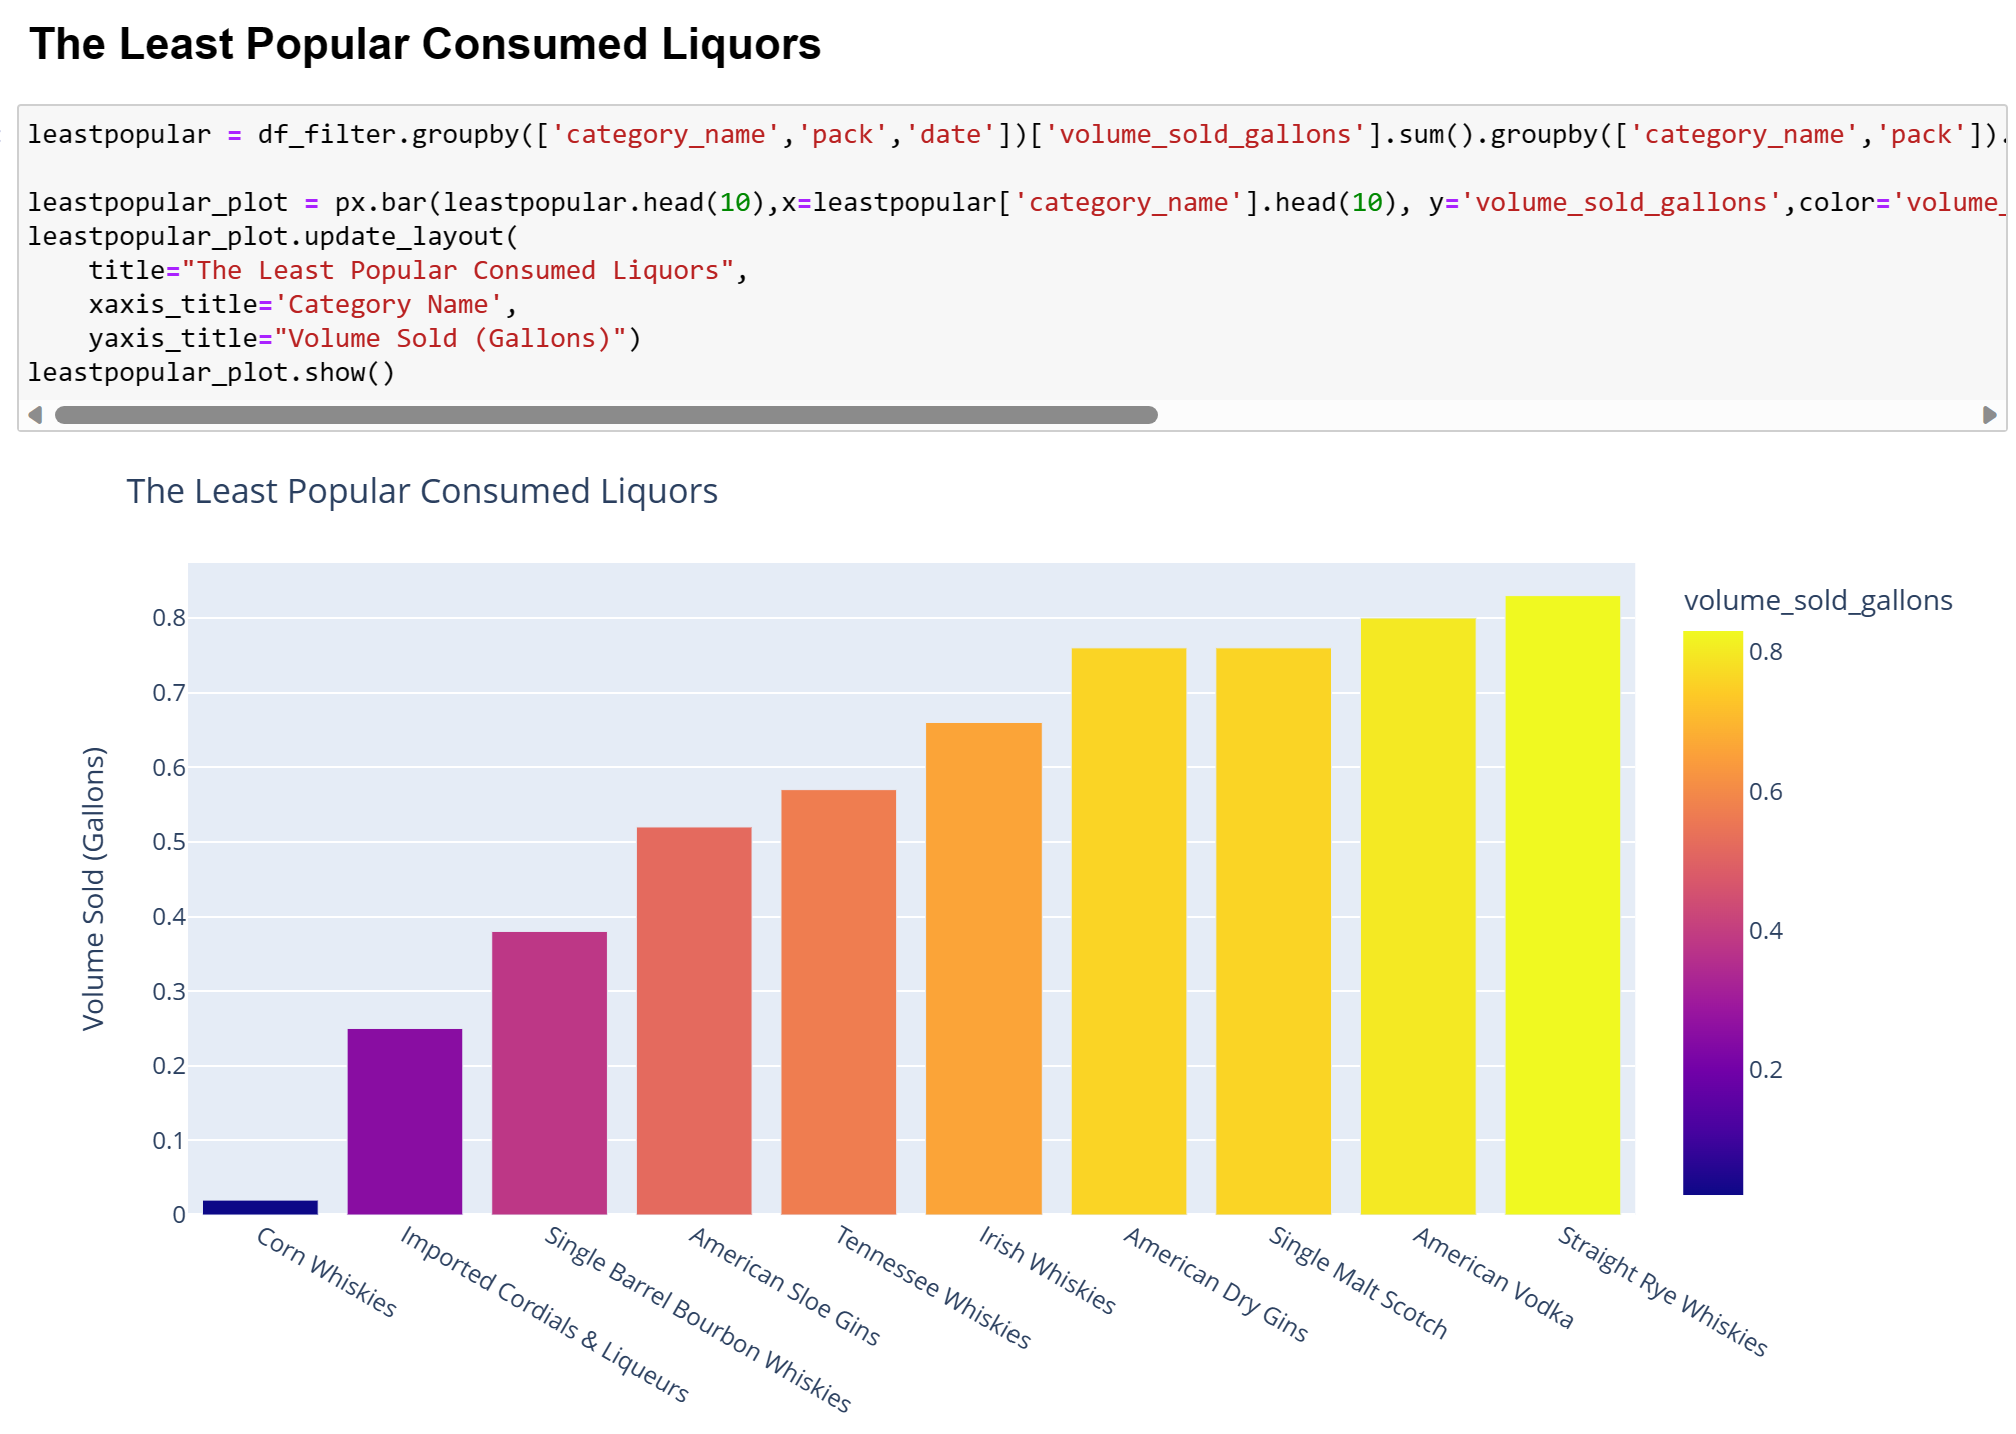 The Least Popular Consumed Liquors
leastpopular = df_filter.groupby(['category_name','pack','date'])['volume_sold_gallons'].sum().groupby(['category_name','pack']).
leastpopular_plot = px.bar(leastpopular.head(10),x=leastpopular['category_name'].head(10), y='volume_sold_gallons',color='volume_
leastpopular_plot.update_layout(
    title="The Least Popular Consumed Liquors",
    xaxis_title='Category Name',
    yaxis_title="Volume Sold (Gallons)")
leastpopular_plot.show()
The Least Popular Consumed Liquors
volume_sold_gallons
0.8
0.6
0.4
0.2
Volume Sold (Gallons)
0.8
0.7
0.6
0.5
0.4
0.3
0.2
0.1
0
Corn Whiskies
Imported Cordials & Liqueurs
Single Barrel Bourbon Whiskies
American Sloe Gins
Tennessee Whiskies
Irish Whiskies
American Dry Gins
Single Malt Scotch
American Vodka
Straight Rye Whiskies